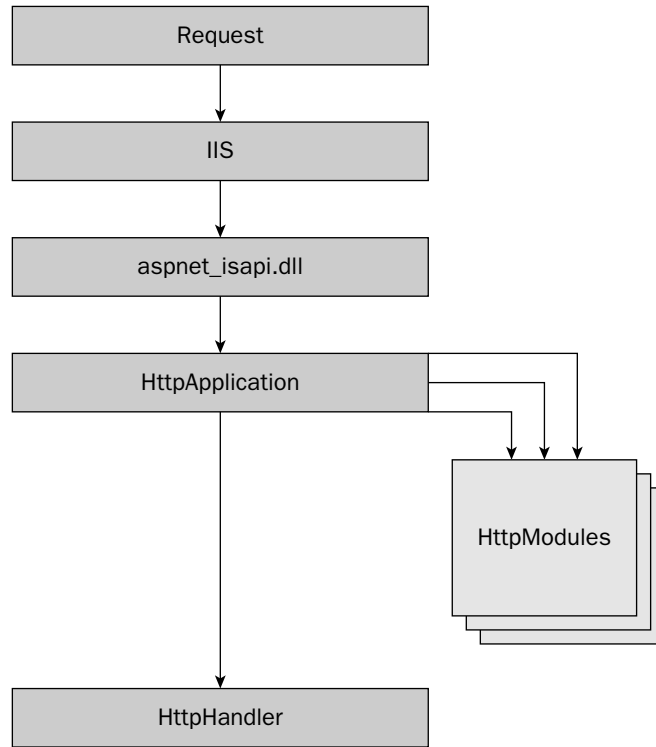 Request
IIS
aspnet_isapi.dll
HttpApplication
HttpModules
HttpHandler